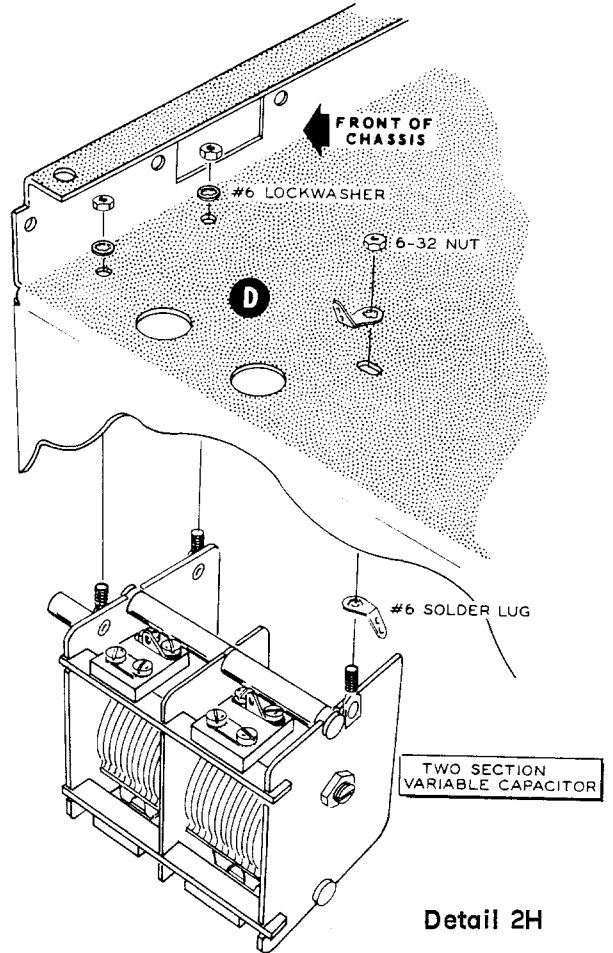 FRONT OF
CHASSIS
#6 LOCKWASHER
6-32 NUT
D
#6 SOLDER LUG
TWO SECTION
VARIABLE CAPACITOR
Detail 2H